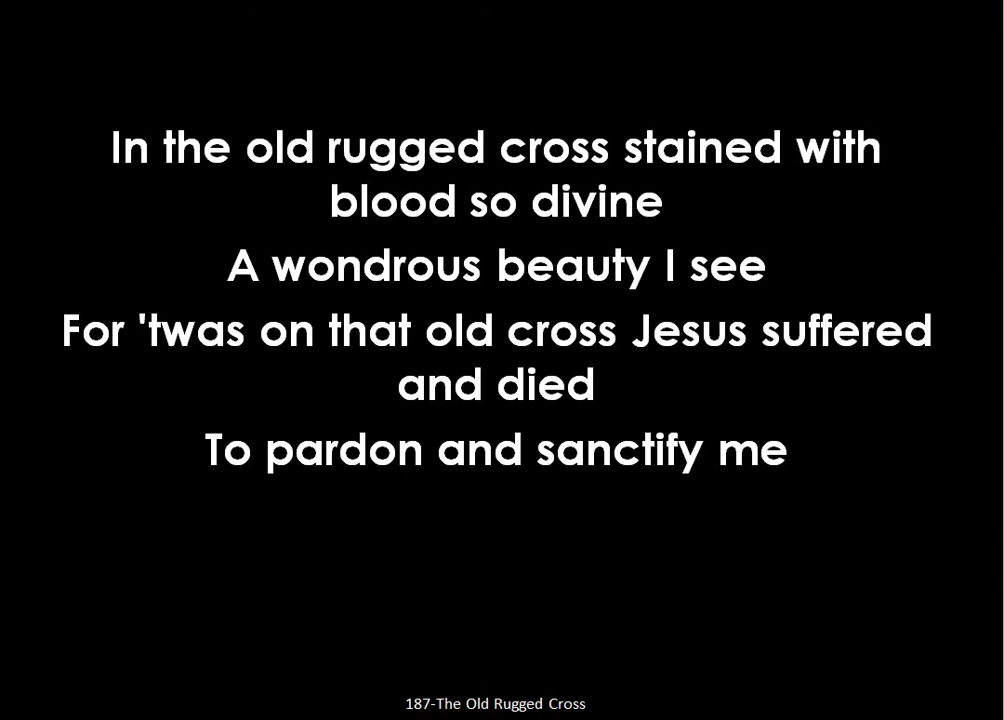 In the old rugged cross stained with
blood so divine
A wondrous beauty I see
For 'twas on that old cross Jesus suffered
and died
To pardon and sanctify me
187-The Old Rugged Cross